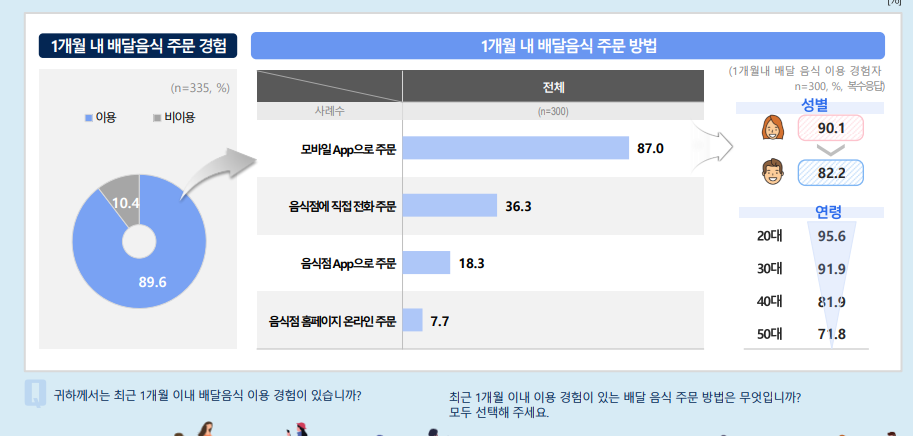 [%]
1개월 내 배달음식 주문 경험
1개월 내 배달음식 주문 방법
(n=335, %)
이용
비이용
10.4
89.6
전체
사례수
(n=300)
모바일 App으로 주문
87.0
음식점에 직접 전화 주문
36.3
음식점 App으로 주문
18.3
음식점 홈페이지 온라인 주문
7.7
(1개월내 배달 음식 이용 경험자
n=300, %, 복수응답)
성별
90.1
82.2
연령
20대 95.6
30대 91.9
40대 81.9
50대 71.8
Q
귀하께서는 최근 1개월 이내 배달음식 이용 경험이 있습니까?
최근 1개월 이내 이용 경험이 있는 배달 음식 주문 방법은 무엇입니까?
모두 선택해 주세요.